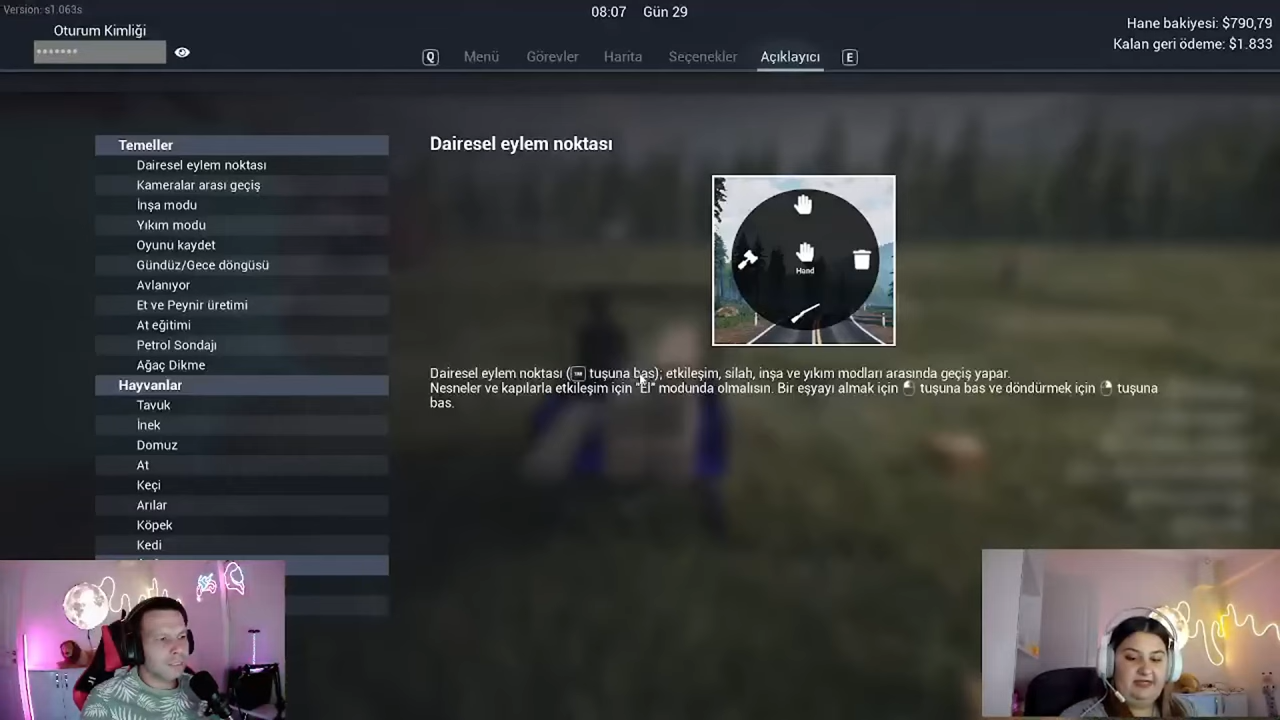 Version: s1.063s
08:07 Gün 29
Oturum Kimliği
Hane bakiyesi: $790,79
Kalan geri ödeme: $1.833
*******
Q Menü Görevler Harita Seçenekler Açıklayıcı E
Temeller
Dairesel eylem noktası
Kameralar arası geçiş
İnşa modu
Yıkım modu
Oyunu kaydet
Gündüz/Gece döngüsü
Avlanıyor
Et ve Peynir üretimi
At eğitimi
Petrol Sondajı
Ağaç Dikme
Hayvanlar
Tavuk
İnek
Domuz
At
Keçi
Arılar
Köpek
Kedi
Dairesel eylem noktası
Hand
Dairesel eylem noktası ( tuşuna bas); etkileşim, silah, inşa ve yıkım modları arasında geçiş yapar.
Nesneler ve kapılarla etkileşim için "El" modunda olmalısın. Bir eşyayı almak için tuşuna bas ve döndürmek için tuşuna
bas.